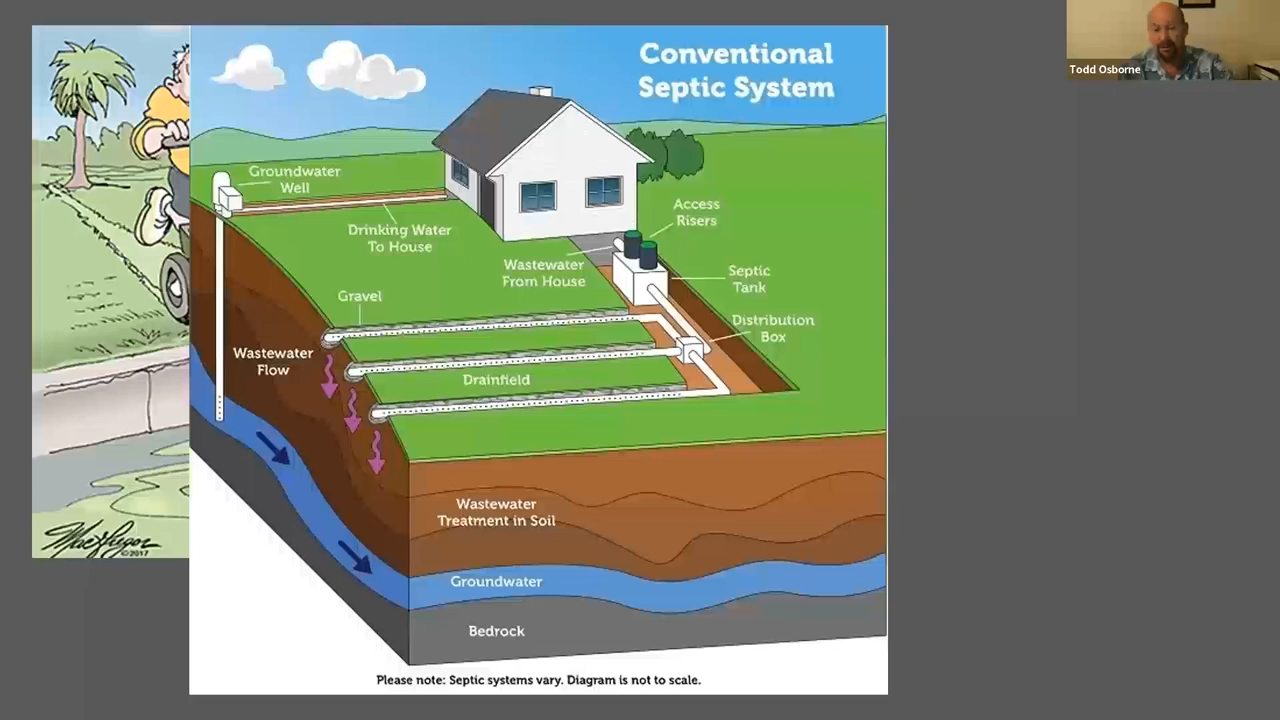 Conventional
Septic System
Groundwater
Well
Drinking Water
To House
Access
Risers
Wastewater
From House
Septic
Tank
Gravel
Distribution
Box
Wastewater
Flow
Drainfield
Wastewater
Treatment in Soil
Groundwater
Bedrock
Please note: Septic systems vary. Diagram is not to scale.
MacGregor
©2017
Todd Osborne